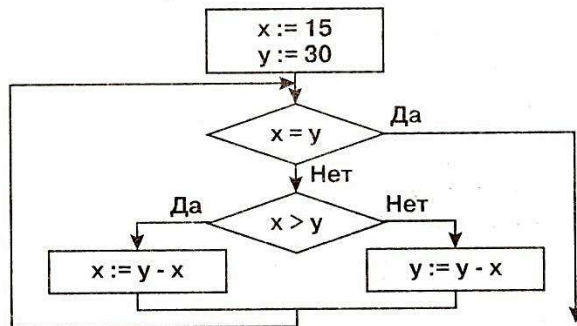 x := 15
y := 30
x = y
Да
Нет
x > y
Да
Нет
x := y - x
y := y - x